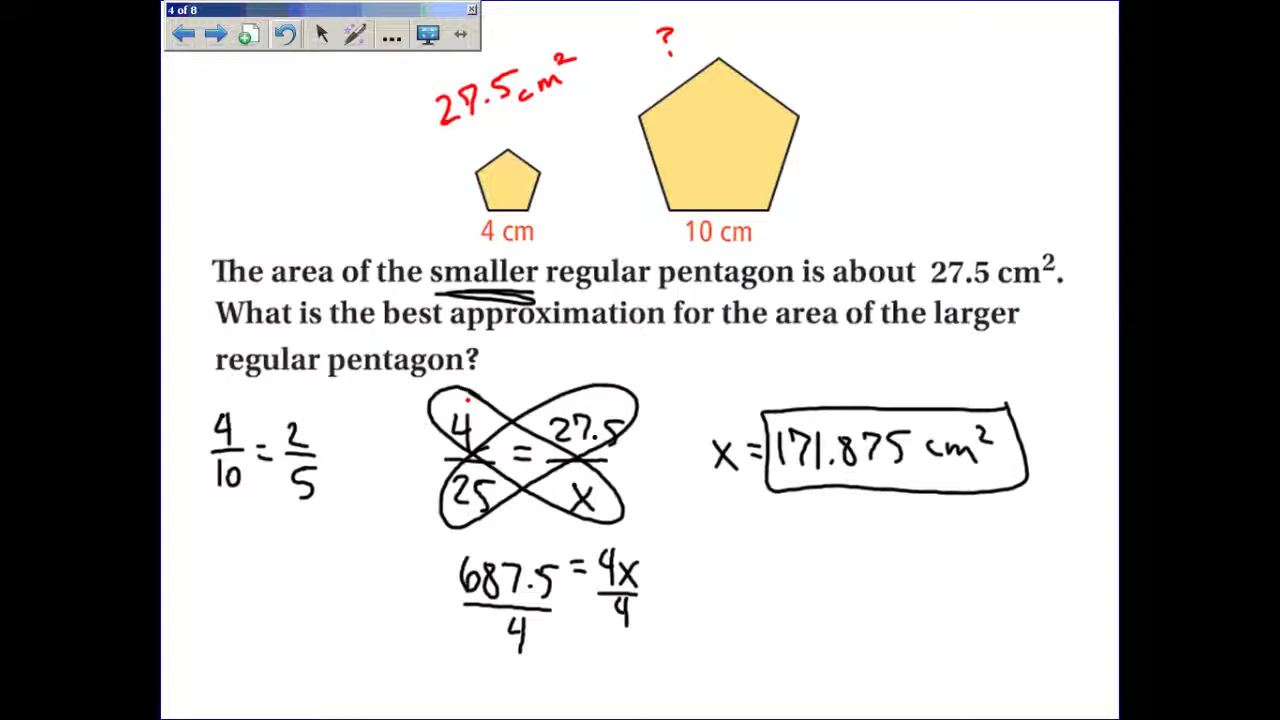 4 of 8
?
27.5 cm²
4 cm
10 cm
The area of the smaller regular pentagon is about 27.5 cm².
What is the best approximation for the area of the larger
regular pentagon?
4/10 = 2/5
4/25 = 27.5/x
x = 171.875 cm²
687.5/4 = 4x/4